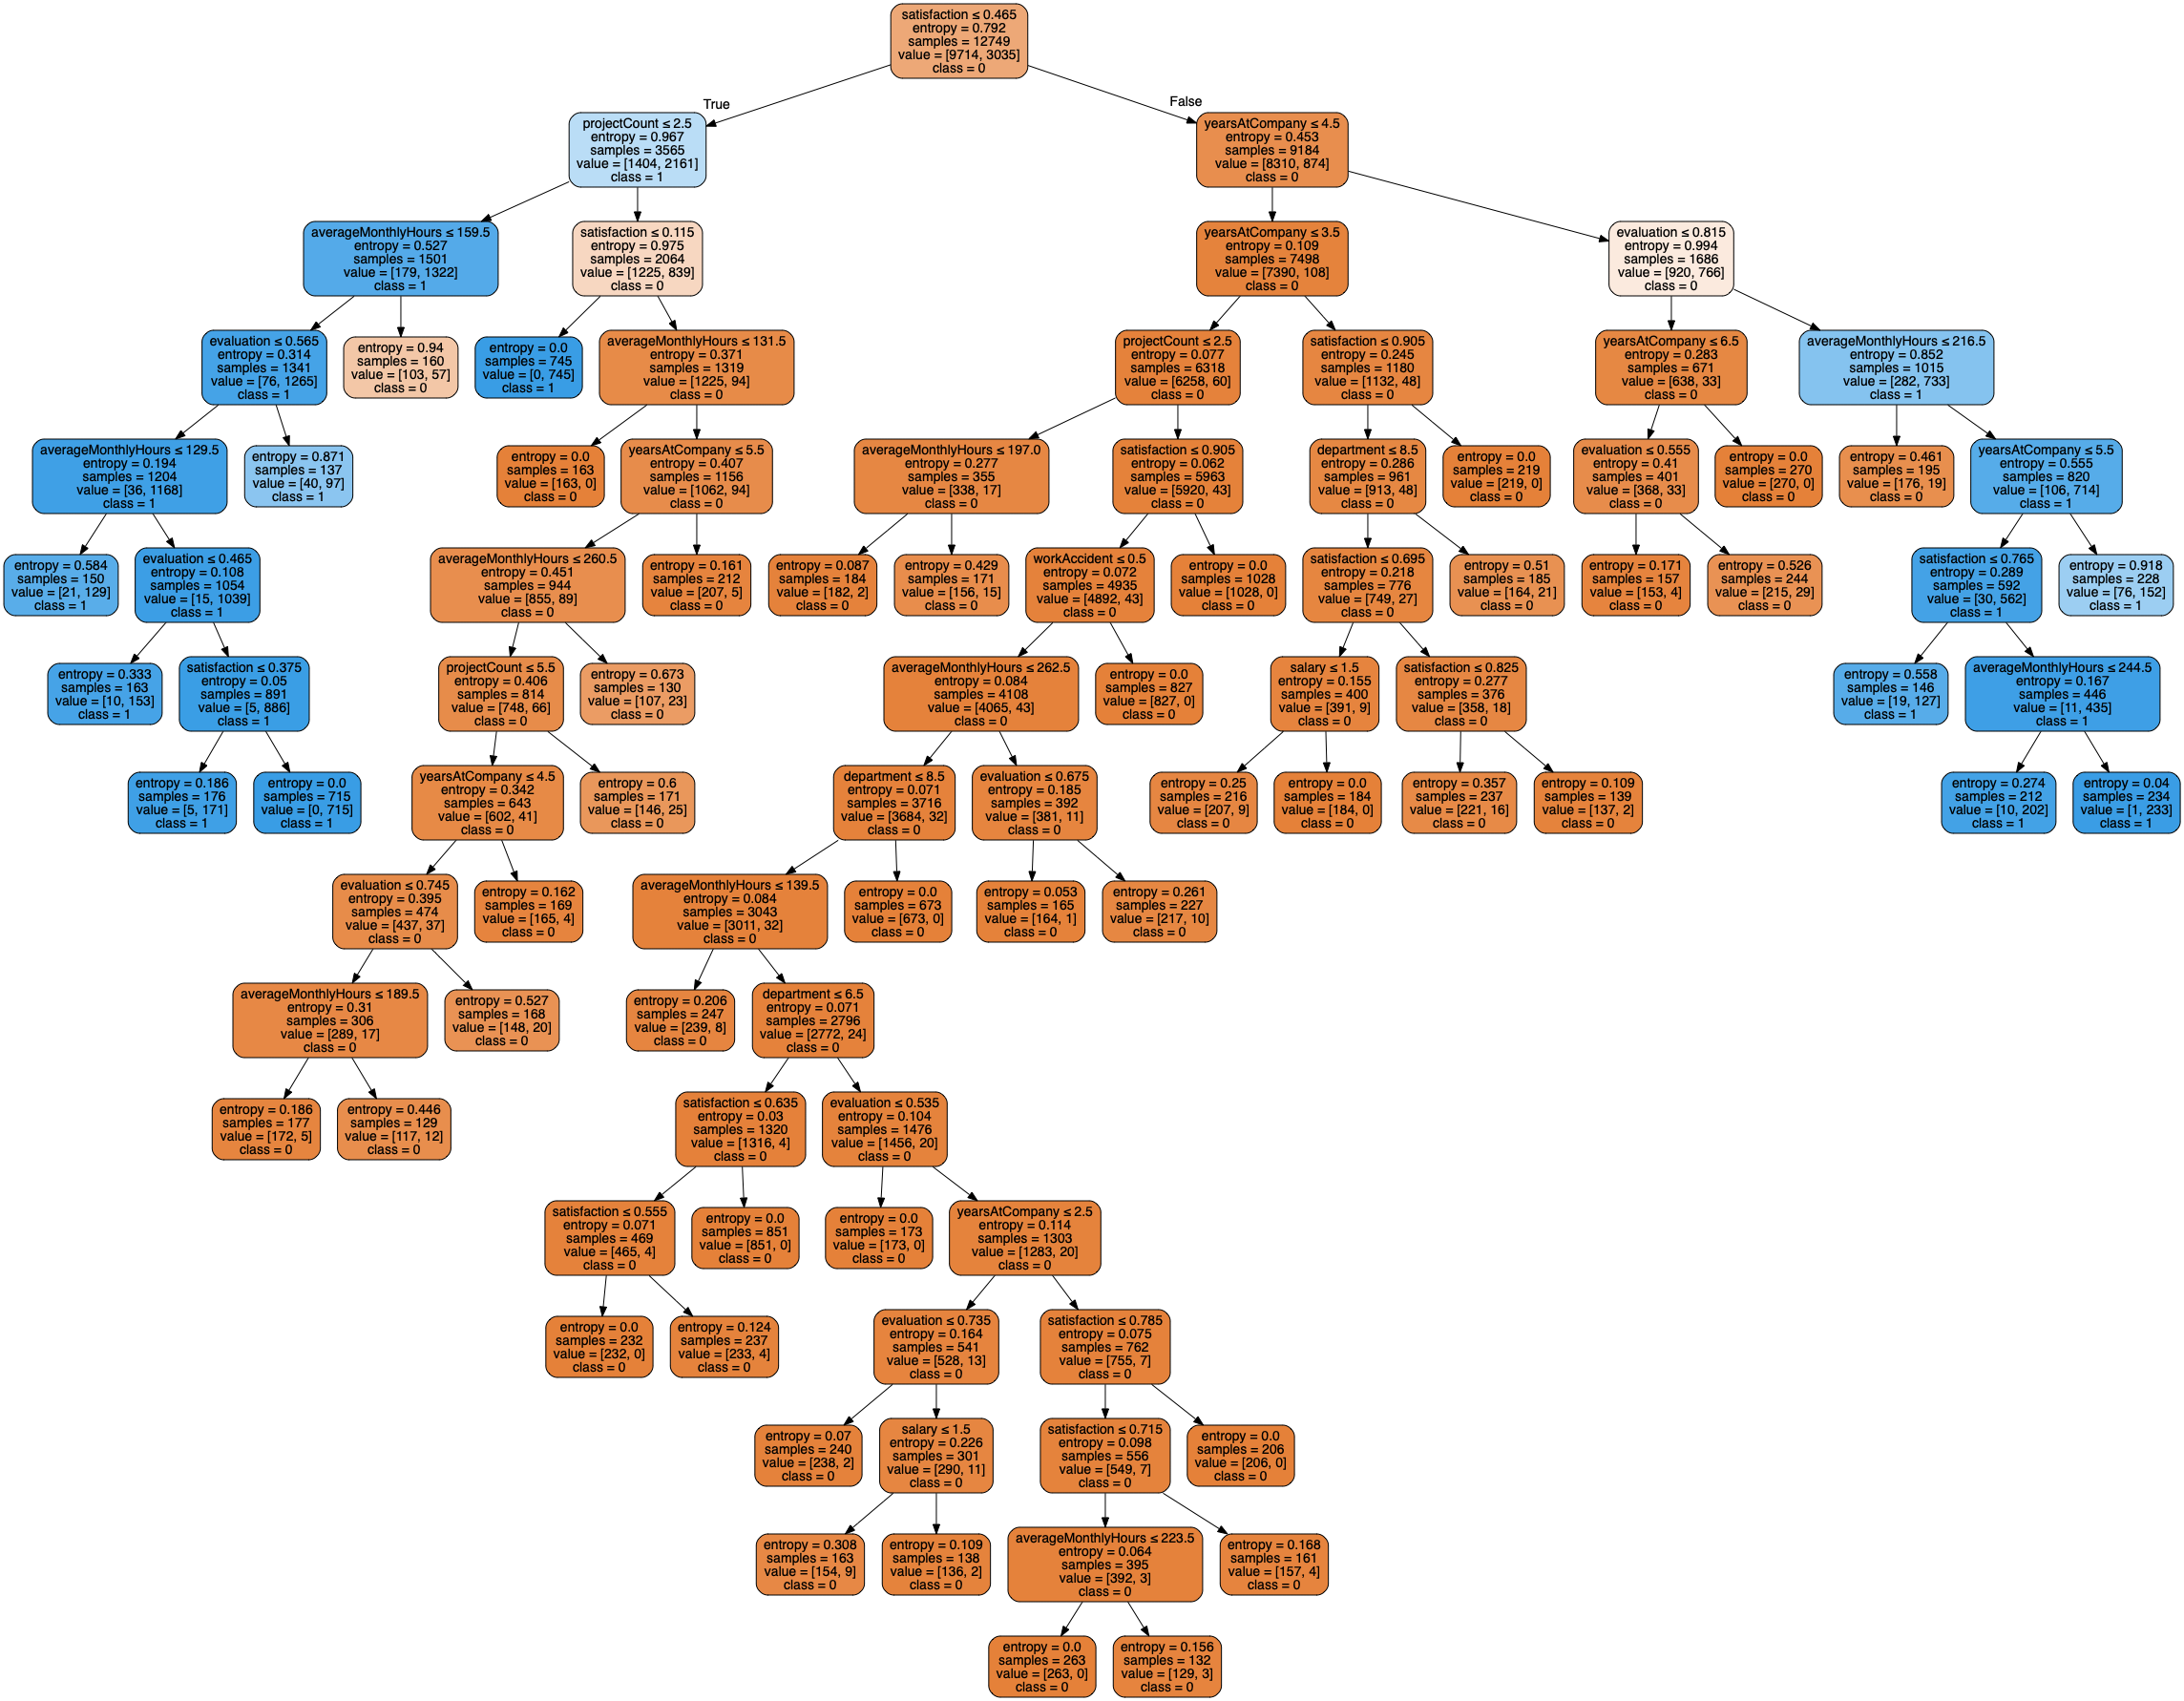 satisfaction ≤ 0.465
entropy = 0.792
samples = 12749
value = [9714, 3035]
class = 0
True
False
projectCount ≤ 2.5
entropy = 0.967
samples = 3565
value = [1404, 2161]
class = 1
yearsAtCompany ≤ 4.5
entropy = 0.453
samples = 9184
value = [8310, 874]
class = 0
averageMonthlyHours ≤ 159.5
entropy = 0.527
samples = 1501
value = [179, 1322]
class = 1
satisfaction ≤ 0.115
entropy = 0.975
samples = 2064
value = [1225, 839]
class = 0
yearsAtCompany ≤ 3.5
entropy = 0.109
samples = 7498
value = [7390, 108]
class = 0
evaluation ≤ 0.815
entropy = 0.994
samples = 1686
value = [920, 766]
class = 0
evaluation ≤ 0.565
entropy = 0.314
samples = 1341
value = [76, 1265]
class = 1
entropy = 0.94
samples = 160
value = [103, 57]
class = 0
entropy = 0.0
samples = 745
value = [0, 745]
class = 1
averageMonthlyHours ≤ 131.5
entropy = 0.371
samples = 1319
value = [1225, 94]
class = 0
projectCount ≤ 2.5
entropy = 0.077
samples = 6318
value = [6258, 60]
class = 0
satisfaction ≤ 0.905
entropy = 0.245
samples = 1180
value = [1132, 48]
class = 0
yearsAtCompany ≤ 6.5
entropy = 0.283
samples = 671
value = [638, 33]
class = 0
averageMonthlyHours ≤ 216.5
entropy = 0.852
samples = 1015
value = [282, 733]
class = 1
averageMonthlyHours ≤ 129.5
entropy = 0.194
samples = 1204
value = [36, 1168]
class = 1
entropy = 0.871
samples = 137
value = [40, 97]
class = 1
entropy = 0.0
samples = 163
value = [163, 0]
class = 0
yearsAtCompany ≤ 5.5
entropy = 0.407
samples = 1156
value = [1062, 94]
class = 0
averageMonthlyHours ≤ 197.0
entropy = 0.277
samples = 355
value = [338, 17]
class = 0
satisfaction ≤ 0.905
entropy = 0.062
samples = 5963
value = [5920, 43]
class = 0
department ≤ 8.5
entropy = 0.286
samples = 961
value = [913, 48]
class = 0
entropy = 0.0
samples = 219
value = [219, 0]
class = 0
evaluation ≤ 0.555
entropy = 0.41
samples = 401
value = [368, 33]
class = 0
entropy = 0.0
samples = 270
value = [270, 0]
class = 0
entropy = 0.461
samples = 195
value = [176, 19]
class = 0
yearsAtCompany ≤ 5.5
entropy = 0.555
samples = 820
value = [106, 714]
class = 1
entropy = 0.584
samples = 150
value = [21, 129]
class = 1
evaluation ≤ 0.465
entropy = 0.108
samples = 1054
value = [15, 1039]
class = 1
averageMonthlyHours ≤ 260.5
entropy = 0.451
samples = 944
value = [855, 89]
class = 0
entropy = 0.161
samples = 212
value = [207, 5]
class = 0
entropy = 0.087
samples = 184
value = [182, 2]
class = 0
entropy = 0.429
samples = 171
value = [156, 15]
class = 0
workAccident ≤ 0.5
entropy = 0.072
samples = 4935
value = [4892, 43]
class = 0
entropy = 0.0
samples = 1028
value = [1028, 0]
class = 0
satisfaction ≤ 0.695
entropy = 0.218
samples = 776
value = [749, 27]
class = 0
entropy = 0.51
samples = 185
value = [164, 21]
class = 0
entropy = 0.171
samples = 157
value = [153, 4]
class = 0
entropy = 0.526
samples = 244
value = [215, 29]
class = 0
satisfaction ≤ 0.765
entropy = 0.289
samples = 592
value = [30, 562]
class = 1
entropy = 0.918
samples = 228
value = [76, 152]
class = 1
entropy = 0.333
samples = 163
value = [10, 153]
class = 1
satisfaction ≤ 0.375
entropy = 0.05
samples = 891
value = [5, 886]
class = 1
projectCount ≤ 5.5
entropy = 0.406
samples = 814
value = [748, 66]
class = 0
entropy = 0.673
samples = 130
value = [107, 23]
class = 0
averageMonthlyHours ≤ 262.5
entropy = 0.084
samples = 4108
value = [4065, 43]
class = 0
entropy = 0.0
samples = 827
value = [827, 0]
class = 0
salary ≤ 1.5
entropy = 0.155
samples = 400
value = [391, 9]
class = 0
satisfaction ≤ 0.825
entropy = 0.277
samples = 376
value = [358, 18]
class = 0
entropy = 0.558
samples = 146
value = [19, 127]
class = 1
averageMonthlyHours ≤ 244.5
entropy = 0.167
samples = 446
value = [11, 435]
class = 1
entropy = 0.186
samples = 176
value = [5, 171]
class = 1
entropy = 0.0
samples = 715
value = [0, 715]
class = 1
yearsAtCompany ≤ 4.5
entropy = 0.342
samples = 643
value = [602, 41]
class = 0
entropy = 0.6
samples = 171
value = [146, 25]
class = 0
department ≤ 8.5
entropy = 0.071
samples = 3716
value = [3684, 32]
class = 0
evaluation ≤ 0.675
entropy = 0.185
samples = 392
value = [381, 11]
class = 0
entropy = 0.25
samples = 216
value = [207, 9]
class = 0
entropy = 0.0
samples = 184
value = [184, 0]
class = 0
entropy = 0.357
samples = 237
value = [221, 16]
class = 0
entropy = 0.109
samples = 139
value = [137, 2]
class = 0
entropy = 0.274
samples = 212
value = [10, 202]
class = 1
entropy = 0.04
samples = 234
value = [1, 233]
class = 1
evaluation ≤ 0.745
entropy = 0.395
samples = 474
value = [437, 37]
class = 0
entropy = 0.162
samples = 169
value = [165, 4]
class = 0
averageMonthlyHours ≤ 139.5
entropy = 0.084
samples = 3043
value = [3011, 32]
class = 0
entropy = 0.0
samples = 673
value = [673, 0]
class = 0
entropy = 0.053
samples = 165
value = [164, 1]
class = 0
entropy = 0.261
samples = 227
value = [217, 10]
class = 0
averageMonthlyHours ≤ 189.5
entropy = 0.31
samples = 306
value = [289, 17]
class = 0
entropy = 0.527
samples = 168
value = [148, 20]
class = 0
entropy = 0.206
samples = 247
value = [239, 8]
class = 0
department ≤ 6.5
entropy = 0.071
samples = 2796
value = [2772, 24]
class = 0
entropy = 0.186
samples = 177
value = [172, 5]
class = 0
entropy = 0.446
samples = 129
value = [117, 12]
class = 0
satisfaction ≤ 0.635
entropy = 0.03
samples = 1320
value = [1316, 4]
class = 0
evaluation ≤ 0.535
entropy = 0.104
samples = 1476
value = [1456, 20]
class = 0
satisfaction ≤ 0.555
entropy = 0.071
samples = 469
value = [465, 4]
class = 0
entropy = 0.0
samples = 851
value = [851, 0]
class = 0
entropy = 0.0
samples = 173
value = [173, 0]
class = 0
yearsAtCompany ≤ 2.5
entropy = 0.114
samples = 1303
value = [1283, 20]
class = 0
entropy = 0.0
samples = 232
value = [232, 0]
class = 0
entropy = 0.124
samples = 237
value = [233, 4]
class = 0
evaluation ≤ 0.735
entropy = 0.164
samples = 541
value = [528, 13]
class = 0
satisfaction ≤ 0.785
entropy = 0.075
samples = 762
value = [755, 7]
class = 0
entropy = 0.07
samples = 240
value = [238, 2]
class = 0
salary ≤ 1.5
entropy = 0.226
samples = 301
value = [290, 11]
class = 0
satisfaction ≤ 0.715
entropy = 0.098
samples = 556
value = [549, 7]
class = 0
entropy = 0.0
samples = 206
value = [206, 0]
class = 0
entropy = 0.308
samples = 163
value = [154, 9]
class = 0
entropy = 0.109
samples = 138
value = [136, 2]
class = 0
averageMonthlyHours ≤ 223.5
entropy = 0.064
samples = 395
value = [392, 3]
class = 0
entropy = 0.168
samples = 161
value = [157, 4]
class = 0
entropy = 0.0
samples = 263
value = [263, 0]
class = 0
entropy = 0.156
samples = 132
value = [129, 3]
class = 0